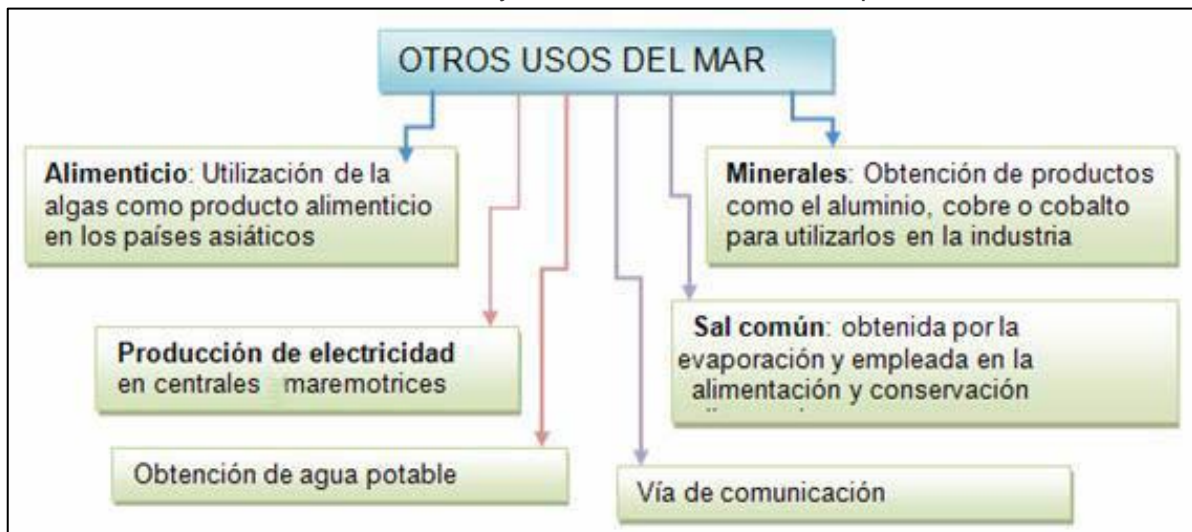 OTROS USOS DEL MAR
Alimenticio: Utilización de la
algas como producto alimenticio
en los países asiáticos
Minerales: Obtención de productos
como el aluminio, cobre o cobalto
para utilizarlos en la industria
Producción de electricidad
en centrales maremotrices
Sal común: obtenida por la
evaporación y empleada en la
alimentación y conservación
Obtención de agua potable
Vía de comunicación